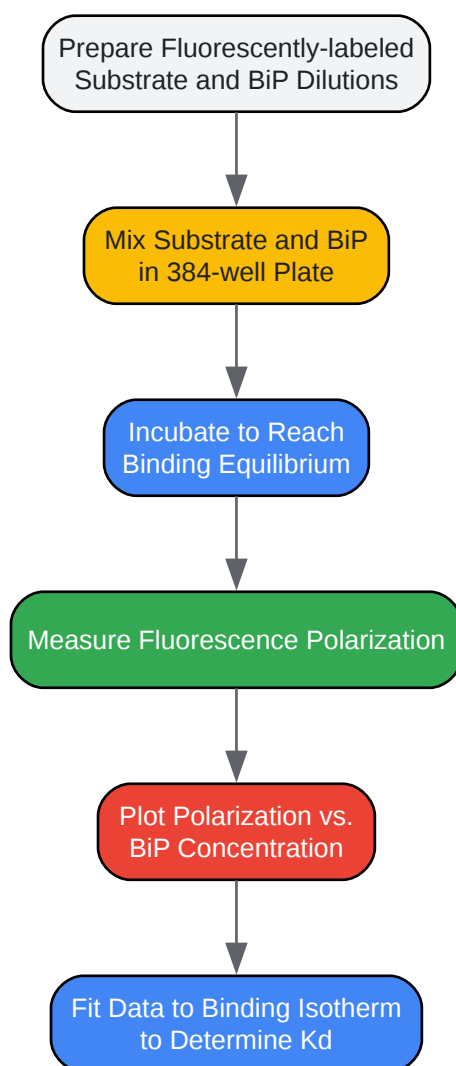 Prepare Fluorescently-labeled
Substrate and BiP Dilutions
Mix Substrate and BiP
in 384-well Plate
Incubate to Reach
Binding Equilibrium
Measure Fluorescence Polarization
Plot Polarization vs.
BiP Concentration
Fit Data to Binding Isotherm
to Determine Kd